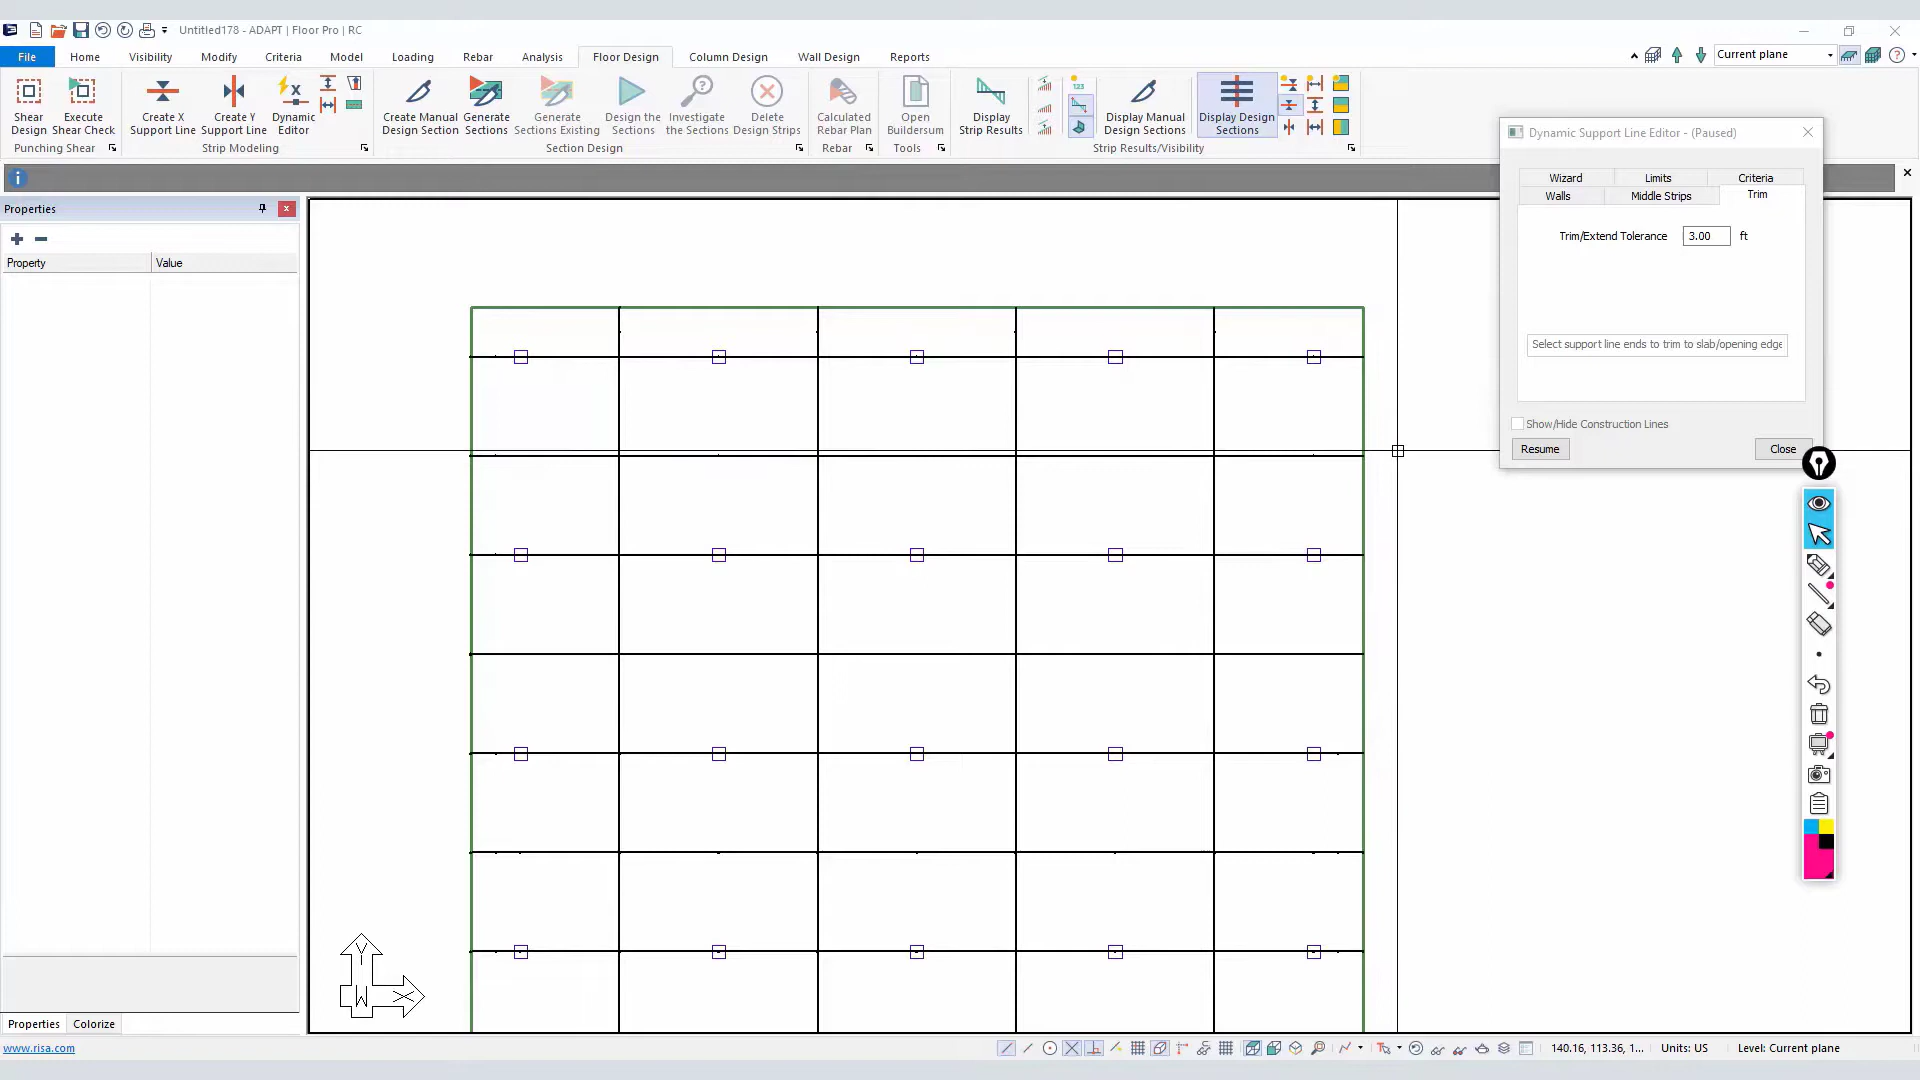 Untitled178 - ADAPT | Floor Pro | RC
File Home Visibility Modify Criteria Model Loading Rebar Analysis Floor Design Column Design Wall Design Reports
Current plane
Shear Design
Execute Shear Check
Create X Support Line
Create Y Support Line
Dynamic Editor
Create Manual Design Section
Generate Sections
Generate Sections Existing
Design the Sections
Investigate the Sections
Delete Design Strips
Calculated Rebar Plan
Open Buildersum
Display Strip Results
123
Display Manual Design Sections
Display Design Sections
Punching Shear Strip Modeling Section Design Rebar Tools Strip Results/Visibility
Dynamic Support Line Editor - (Paused)
Wizard Limits Criteria
Walls Middle Strips Trim
Trim/Extend Tolerance 3.00 ft
Select support line ends to trim to slab/opening edge
Show/Hide Construction Lines
Resume Close
Properties
Property Value
Y
W X
Properties Colorize
www.risa.com
140.16, 113.36, 1... Units: US Level: Current plane